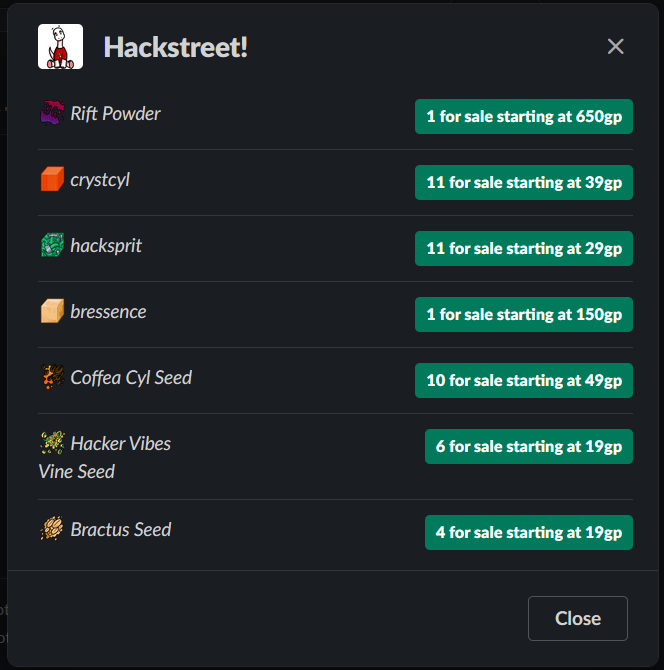 Hackstreet!
Rift Powder
1 for sale starting at 650gp
crystcyl
11 for sale starting at 39gp
hacksprit
11 for sale starting at 29gp
bressence
1 for sale starting at 150gp
Coffea Cyl Seed
10 for sale starting at 49gp
Hacker Vibes
Vine Seed
6 for sale starting at 19gp
Bractus Seed
4 for sale starting at 19gp
Close